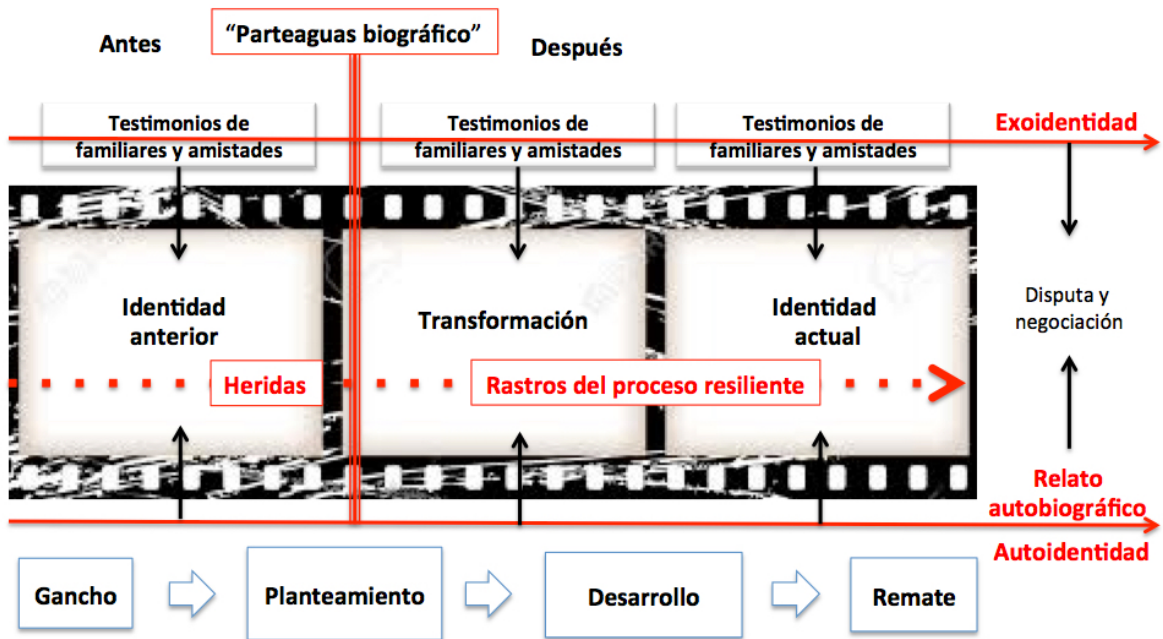 “Parteaguas biográfico”
Antes
Después
Testimonios de
familiares y amistades
Testimonios de
familiares y amistades
Testimonios de
familiares y amistades
Exoidentidad
Identidad
anterior
Transformación
Identidad
actual
Disputa y
negociación
Heridas
Rastros del proceso resiliente
Relato
autobiográfico
Autoidentidad
Gancho
Planteamiento
Desarrollo
Remate